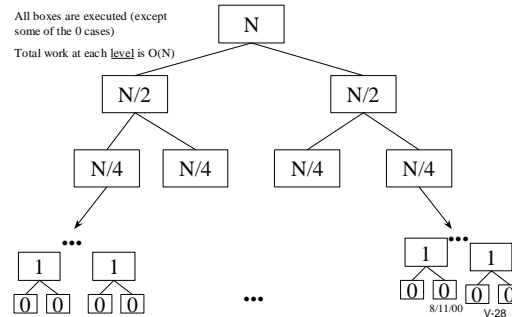 All boxes are executed (except
some of the 0 cases)
Total work at each level is O(N)
N
N/2 N/2
N/4 N/4 N/4 N/4
••• •••
1 1 1 1
0 0 0 0 ••• 0 0 0 0
8/11/00
V-28